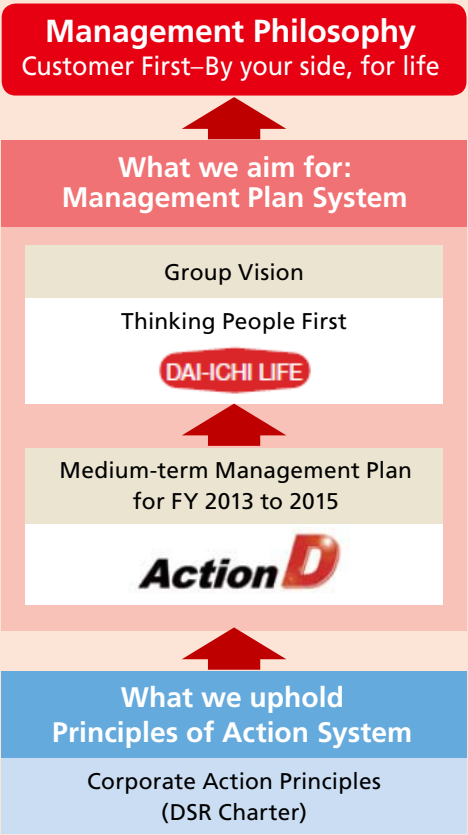 Management Philosophy
Customer First–By your side, for life
What we aim for:
Management Plan System
Group Vision
Thinking People First
DAI-ICHI LIFE
Medium-term Management Plan
for FY 2013 to 2015
Action D
What we uphold
Principles of Action System
Corporate Action Principles
(DSR Charter)